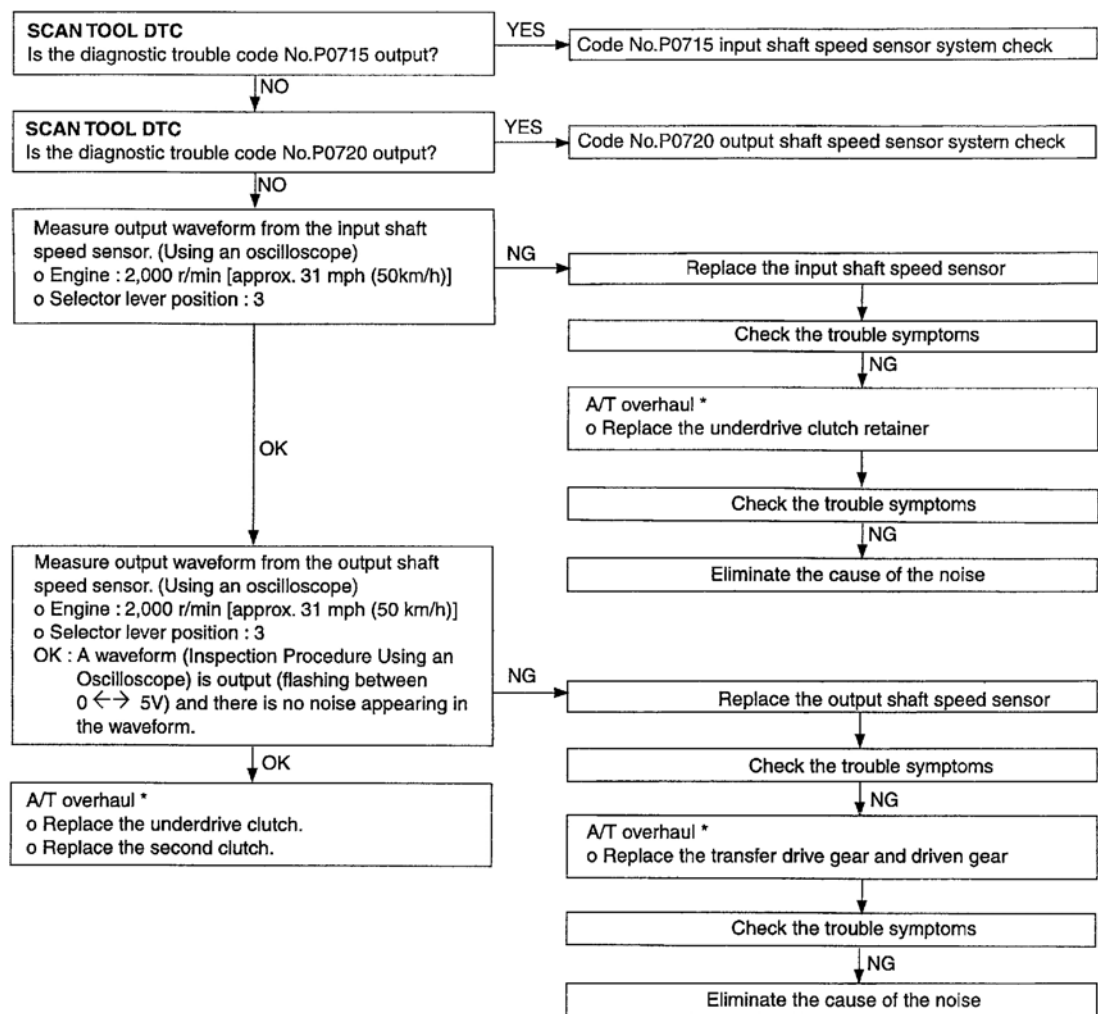 SCAN TOOL DTC
Is the diagnostic trouble code No.P0715 output?
YES
Code No.P0715 input shaft speed sensor system check
NO
SCAN TOOL DTC
Is the diagnostic trouble code No.P0720 output?
YES
Code No.P0720 output shaft speed sensor system check
NO
Measure output waveform from the input shaft
speed sensor. (Using an oscilloscope)
o Engine : 2,000 r/min [approx. 31 mph (50km/h)]
o Selector lever position : 3
NG
Replace the input shaft speed sensor
Check the trouble symptoms
NG
A/T overhaul *
o Replace the underdrive clutch retainer
Check the trouble symptoms
NG
Eliminate the cause of the noise
OK
Measure output waveform from the output shaft
speed sensor. (Using an oscilloscope)
o Engine : 2,000 r/min [approx. 31 mph (50 km/h)]
o Selector lever position : 3
OK : A waveform (Inspection Procedure Using an
Oscilloscope) is output (flashing between
0 ←→ 5V) and there is no noise appearing in
the waveform.
NG
Replace the output shaft speed sensor
Check the trouble symptoms
NG
A/T overhaul *
o Replace the transfer drive gear and driven gear
Check the trouble symptoms
NG
Eliminate the cause of the noise
OK
A/T overhaul *
o Replace the underdrive clutch.
o Replace the second clutch.